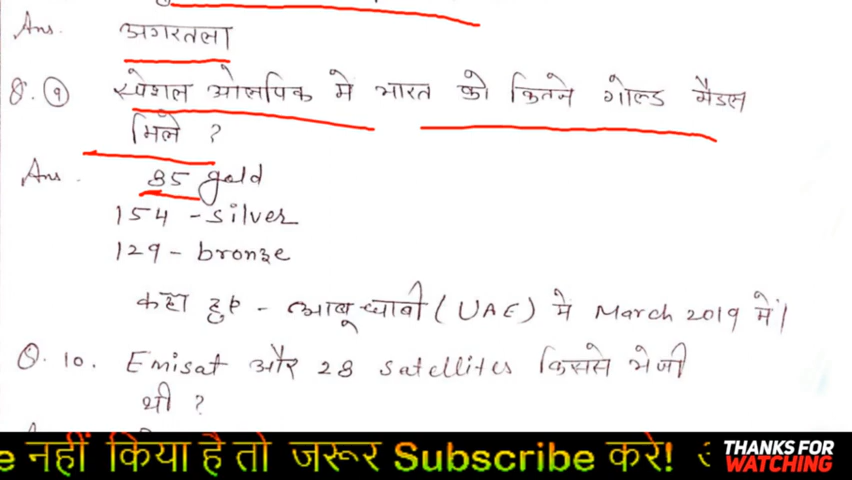 Ans. अगरतला
Q. 9 स्पेशल ओलंपिक मे भारत को कितने गोल्ड मैडल
मिले ?
Ans. 85 gold
154 - silver
129 - bronze
कहा हुए - आबू धाबी (UAE) मे March 2019 में।
Q. 10. Emisat और 28 satellites किससे भेजी
थी ?
e नहीं किया है तो जरूर Subscribe करे!
THANKS FOR
WATCHING